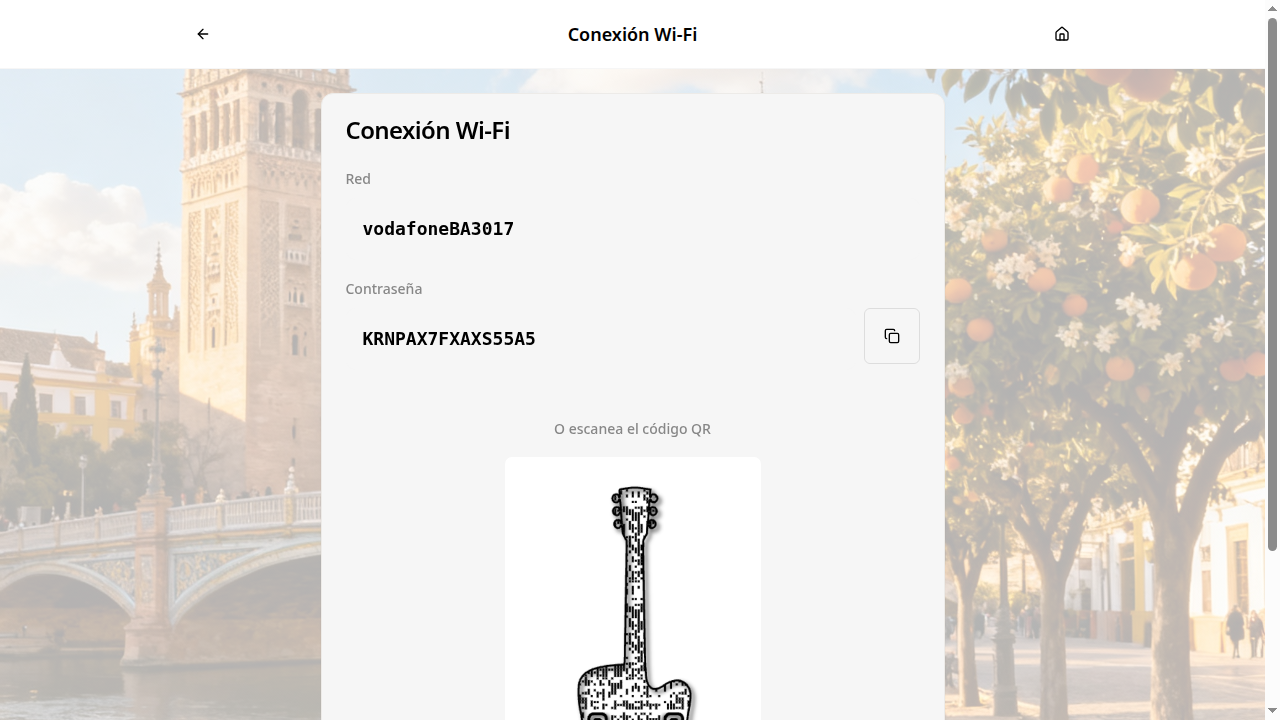 Conexión Wi-Fi
Conexión Wi-Fi
Red
vodafoneBA3017
Contraseña
KRNPAX7FXAXS55A5
O escanea el código QR